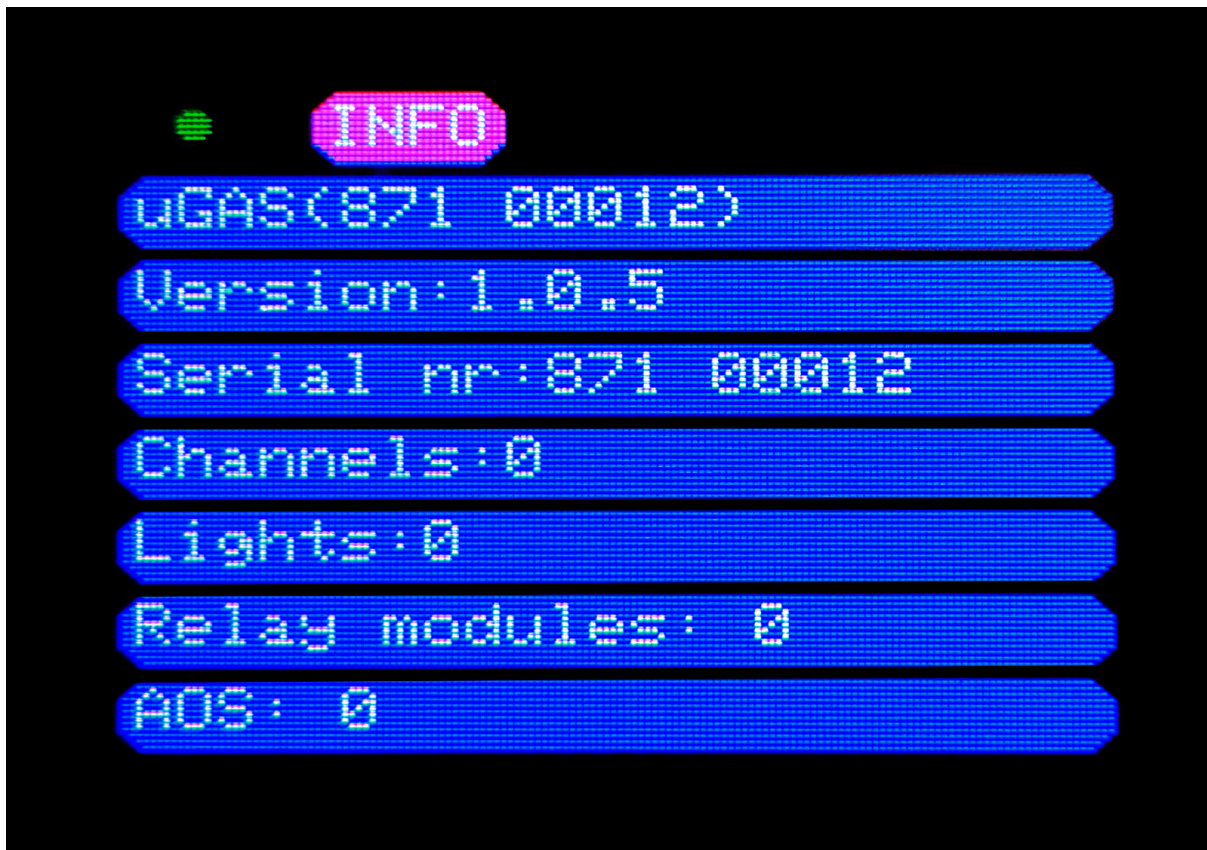 INFO
uGAS(871 00012)
Version:1.0.5
Serial nr:871 00012
Channels:0
Lights:0
Relay modules: 0
AOS: 0